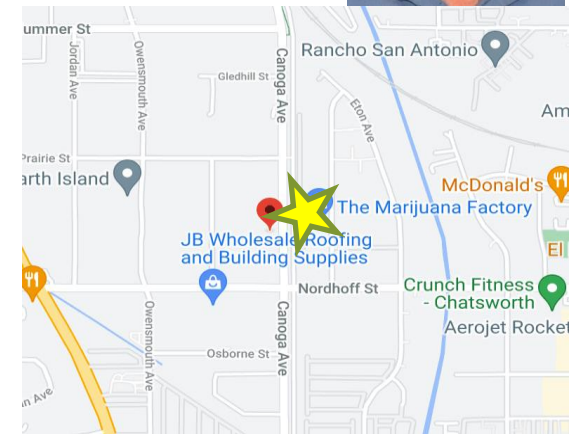 ummer St
Jordan Ave
Owensmouth Ave
Canoga Ave
Rancho San Antonio
Gledhill St
Eton Ave
Am
Prairie St
arth Island
McDonald's
The Marijuana Factory
JB Wholesale Roofing
and Building Supplies
El
Nordhoff St
Crunch Fitness
- Chatsworth
Aerojet Rocket
Owensmouth Ave
Canoga Ave
Osborne St
n Ave